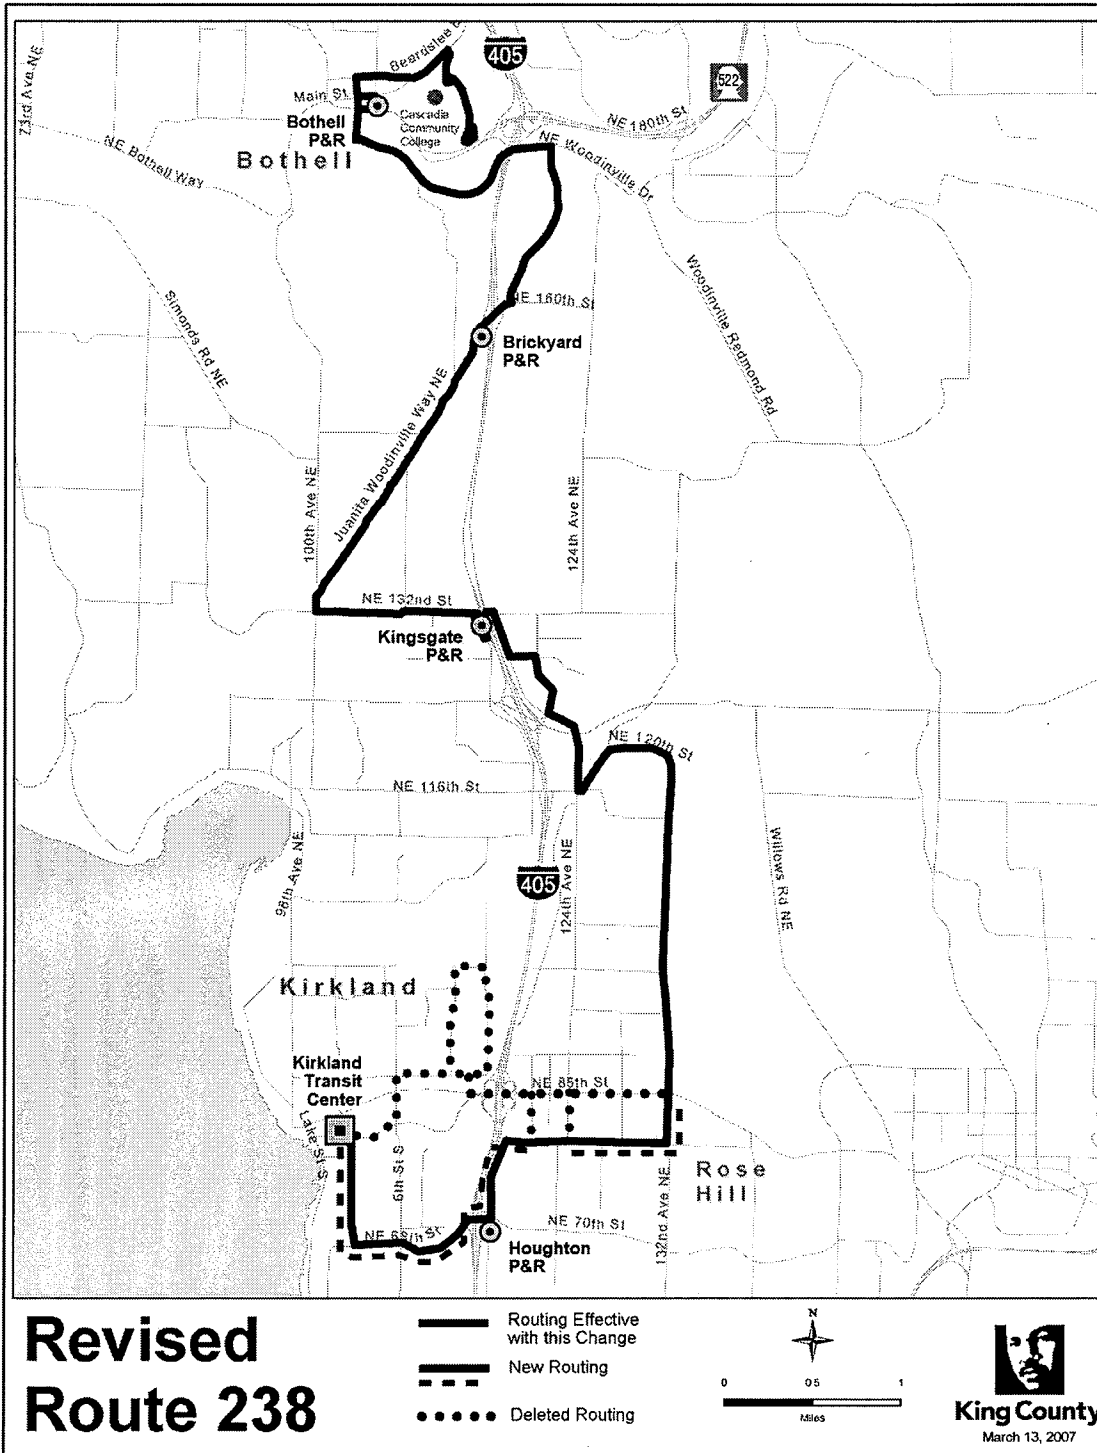 23rd Ave NE
Beardslee B
405
522
Main St
Bothell
P&R
Cascadia
Community
College
NE 180th St
NE Bothell Way
Bothell
NE Woodinville Dr
Simonds Rd NE
NE 160th St
Woodinville Redmond Rd
Brickyard
P&R
Juanita Woodinville Way NE
100th Ave NE
124th Ave NE
NE 132nd St
Kingsgate
P&R
NE 120th St
NE 116th St
98th Ave NE
405
124th Ave NE
Willows Rd NE
Kirkland
Kirkland
Transit
Center
NE 85th St
Lake St S
6th St S
Rose
Hill
132nd Ave NE
NE 68th St
NE 70th St
Houghton
P&R
Revised
Route 238
Routing Effective
with this Change
New Routing
Deleted Routing
N
0 0.5 1
Miles
King County
March 13, 2007